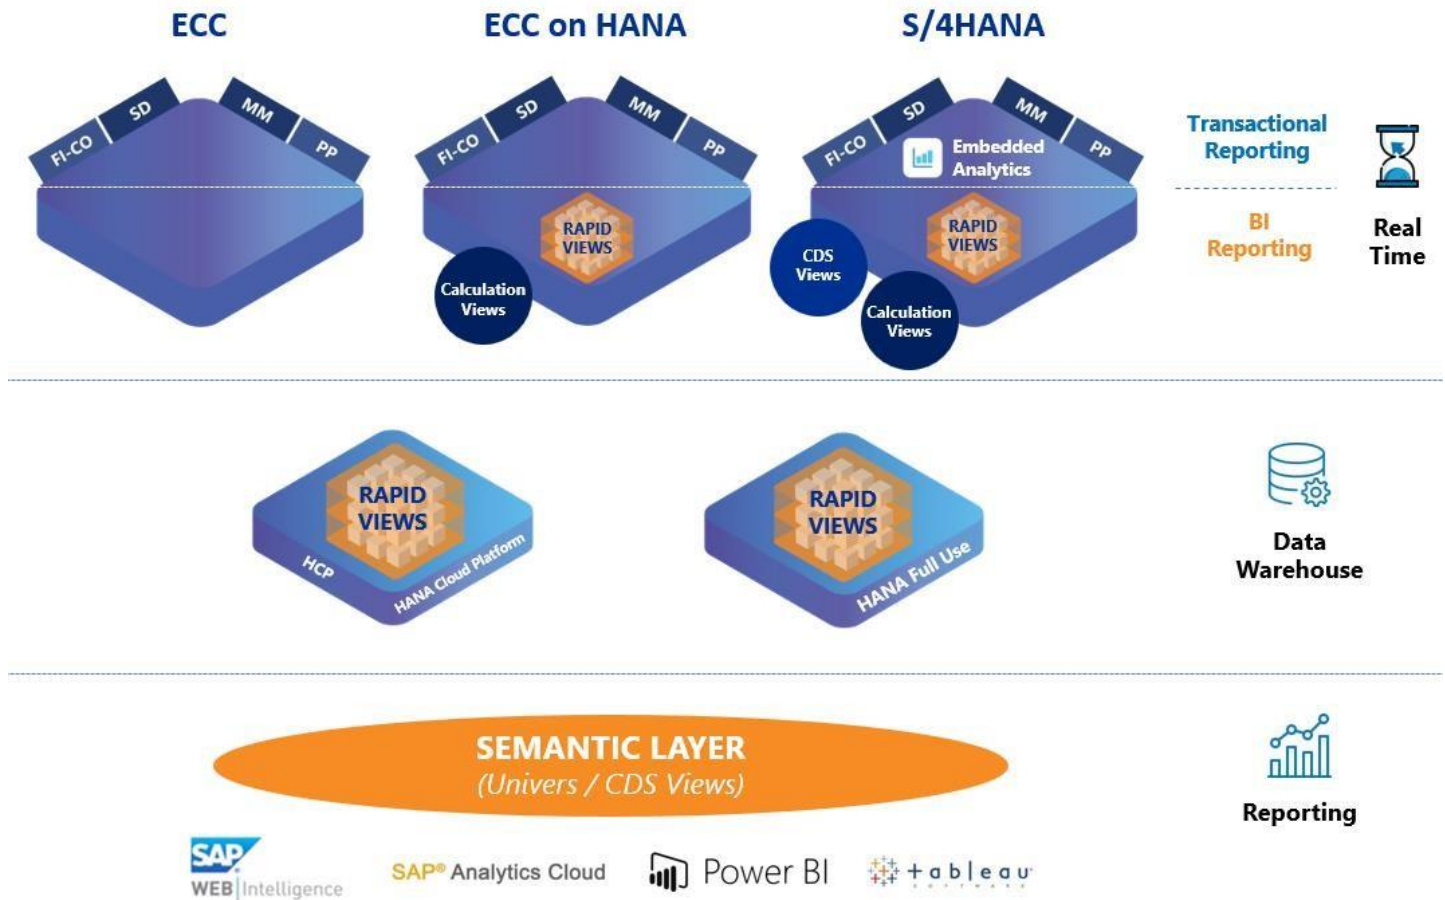 ECC
ECC on HANA
S/4HANA
FI-CO
SD
MM
PP
FI-CO
SD
MM
PP
FI-CO
SD
MM
PP
Embedded
Analytics
Transactional
Reporting
BI
Reporting
Real
Time
RAPID
VIEWS
Calculation
Views
RAPID
VIEWS
CDS
Views
Calculation
Views
RAPID
VIEWS
HCP
HANA Cloud Platform
RAPID
VIEWS
HANA Full Use
Data
Warehouse
SEMANTIC LAYER
(Univers / CDS Views)
Reporting
SAP
WEB Intelligence
SAP® Analytics Cloud
Power BI
+ableau
SOFTWARE